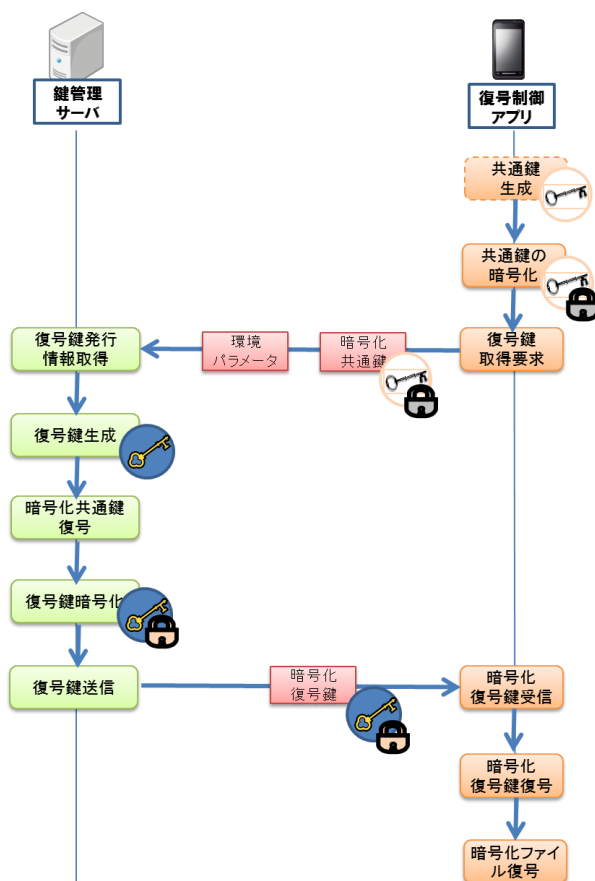 鍵管理
サーバ
復号制御
アプリ
共通鍵
生成
共通鍵の
暗号化
復号鍵発行
情報取得
環境
パラメータ
暗号化
共通鍵
復号鍵
取得要求
復号鍵生成
暗号化共通鍵
復号
復号鍵暗号化
復号鍵送信
暗号化
復号鍵
暗号化
復号鍵受信
暗号化
復号鍵復号
暗号化ファイ
ル復号